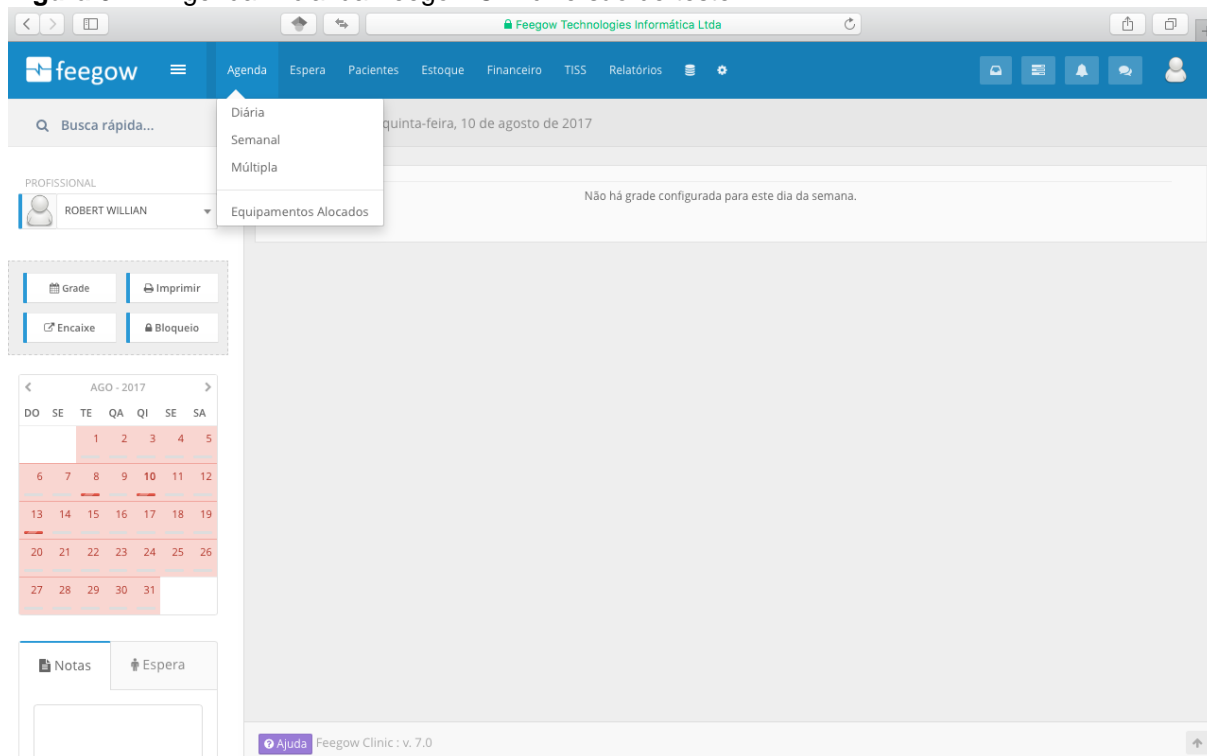 Feegow Technologies Informática Ltda
feegow
Agenda Espera Pacientes Estoque Financeiro TISS Relatórios
Busca rápida...
quinta-feira, 10 de agosto de 2017
Diária
Semanal
Múltipla
Equipamentos Alocados
Não há grade configurada para este dia da semana.
PROFISSIONAL
ROBERT WILLIAN
Grade Imprimir
Encaixe Bloqueio
AGO - 2017
DO SE TE QA QI SE SA
1 2 3 4 5
6 7 8 9 10 11 12
13 14 15 16 17 18 19
20 21 22 23 24 25 26
27 28 29 30 31
Notas Espera
Ajuda Feegow Clinic : v. 7.0